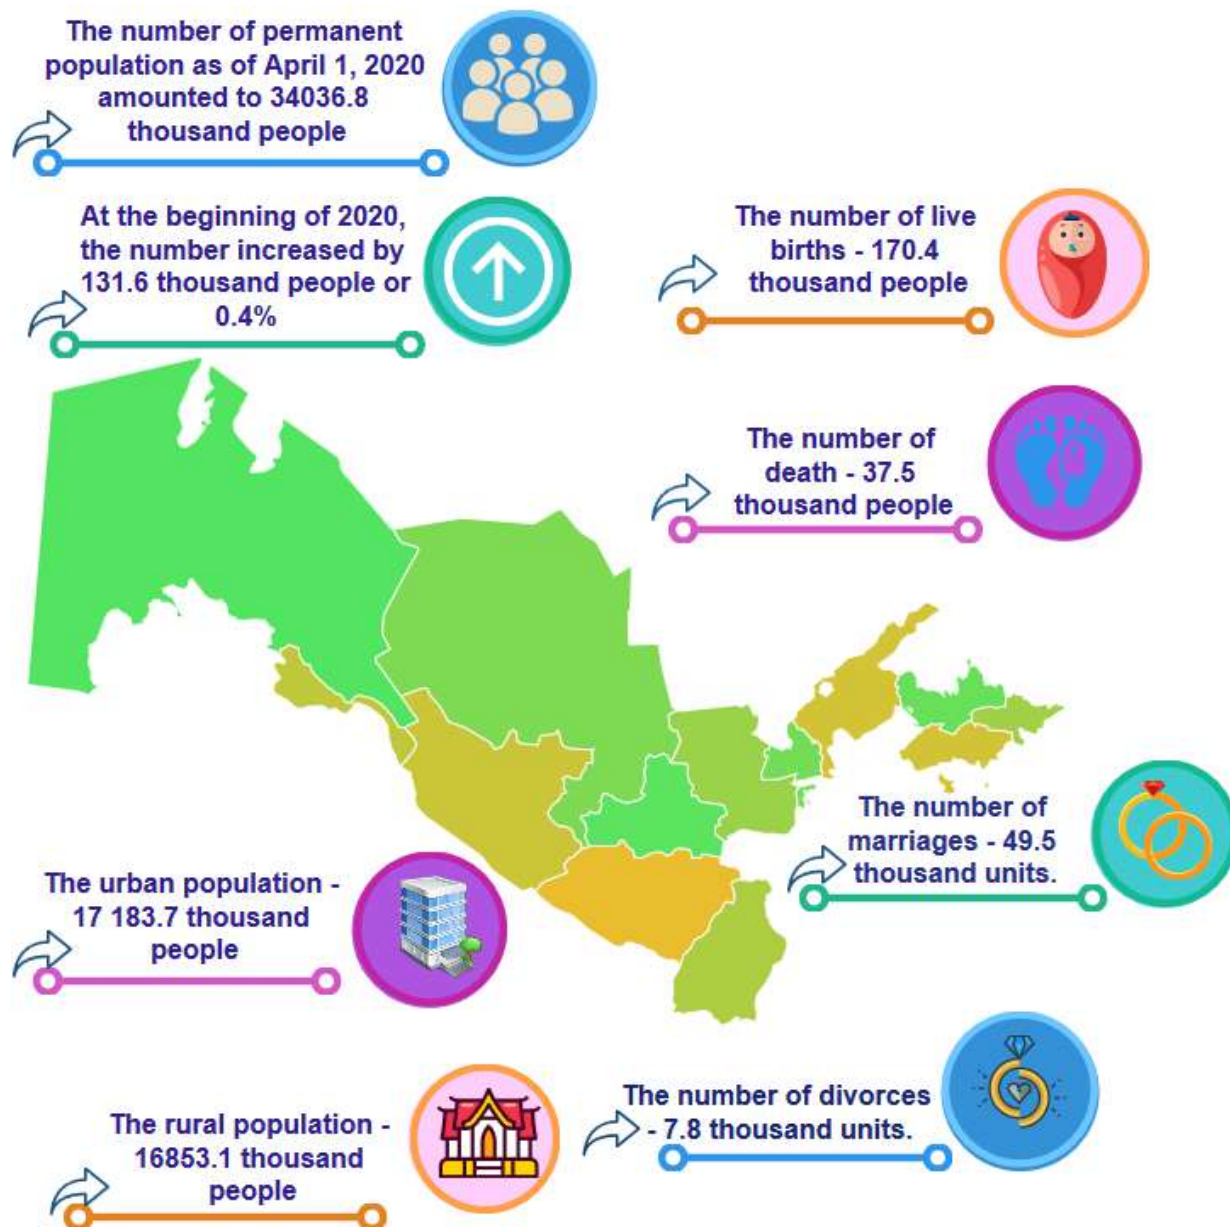 The number of permanent
population as of April 1, 2020
amounted to 34036.8
thousand people
At the beginning of 2020,
the number increased by
131.6 thousand people or
0.4%
The number of live
births - 170.4
thousand people
The number of
death - 37.5
thousand people
The number of
marriages - 49.5
thousand units.
The urban population -
17 183.7 thousand
people
The rural population -
16853.1 thousand
people
The number of divorces
- 7.8 thousand units.